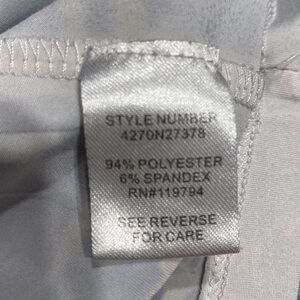 STYLE NUMBER
4270N27378
94% POLYESTER
6% SPANDEX
RN#119794
SEE REVERSE
FOR CARE